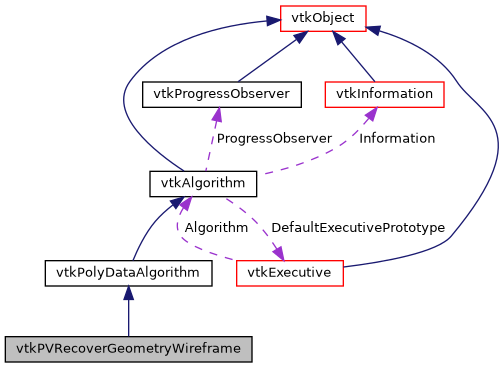 vtkObject
vtkProgressObserver
vtkInformation
ProgressObserver
Information
vtkAlgorithm
Algorithm
DefaultExecutivePrototype
vtkPolyDataAlgorithm
vtkExecutive
vtkPVRecoverGeometryWireframe